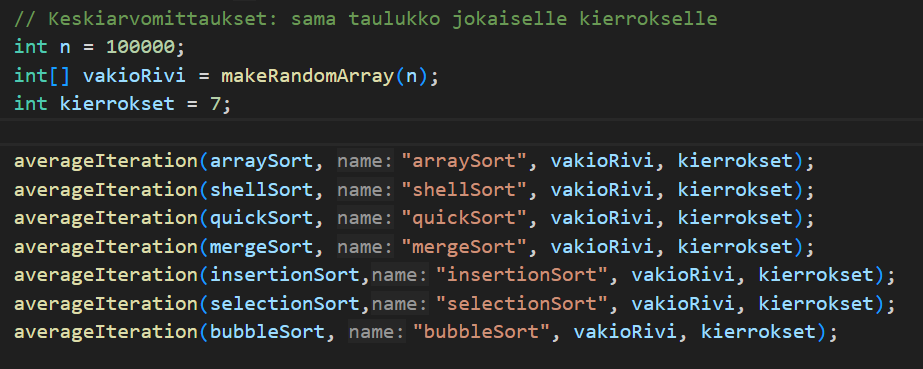 // Keskiarvomittaukset: sama taulukko jokaiselle kierrokselle
int n = 100000;
int[] vakioRivi = makeRandomArray(n);
int kierrokset = 7;
averageIteration(arraySort, name: "arraySort", vakioRivi, kierrokset);
averageIteration(shellSort, name: "shellSort", vakioRivi, kierrokset);
averageIteration(quickSort, name: "quickSort", vakioRivi, kierrokset);
averageIteration(mergeSort, name: "mergeSort", vakioRivi, kierrokset);
averageIteration(insertionSort,name: "insertionSort", vakioRivi, kierrokset);
averageIteration(selectionSort,name: "selectionSort", vakioRivi, kierrokset);
averageIteration(bubbleSort, name: "bubbleSort", vakioRivi, kierrokset);